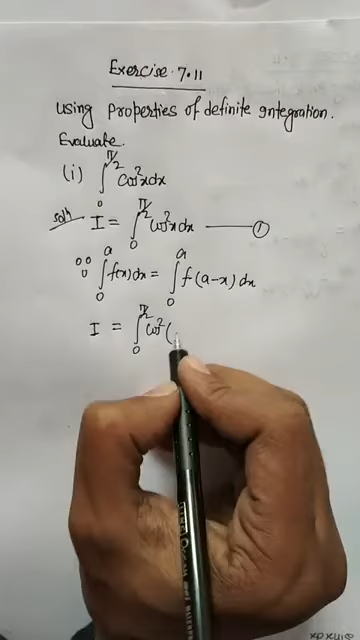 Exercise 7.11
using properties of definite integration.
Evaluate.
(i) ∫₀^π/2 cos²x dx
Soln I = ∫₀^π/2 cos²x dx —— ①
∵ ∫₀^a f(x) dx = ∫₀^a f(a-x) dx
I = ∫₀^π/2 cos²(